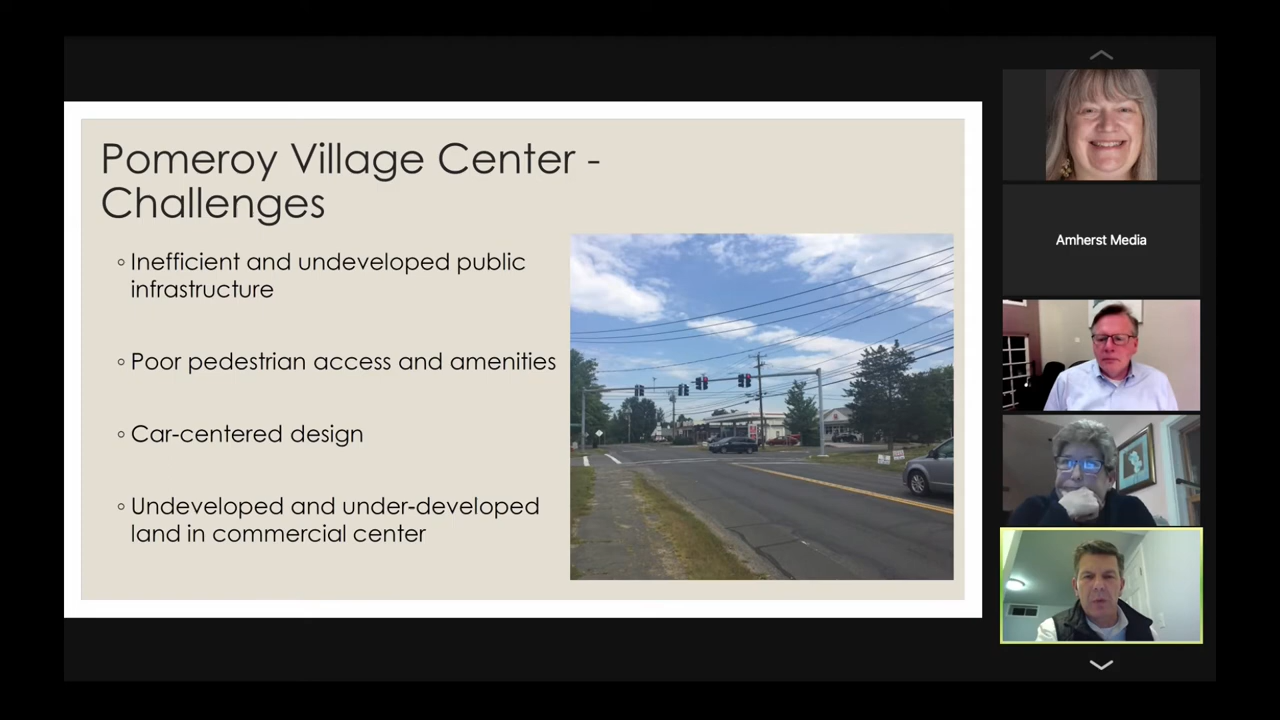 Pomeroy Village Center -
Challenges
◦ Inefficient and undeveloped public
infrastructure
◦ Poor pedestrian access and amenities
◦ Car-centered design
◦ Undeveloped and under-developed
land in commercial center
Amherst Media